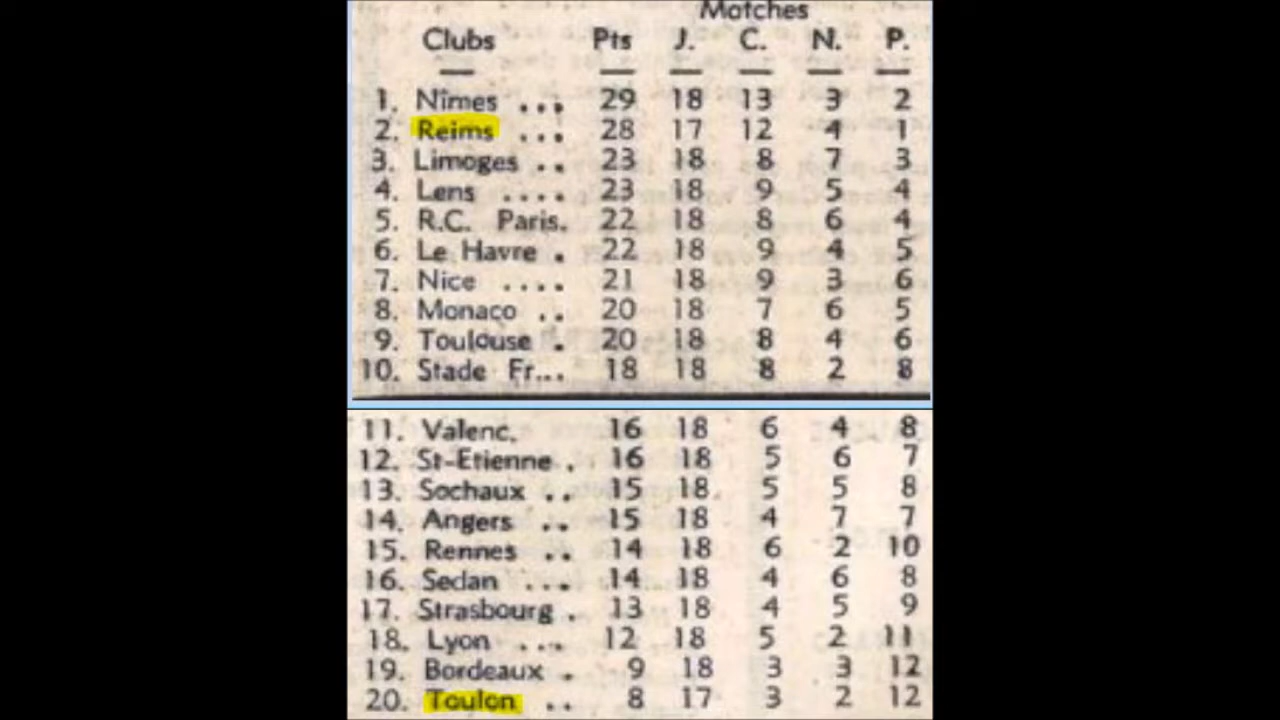 Matches
Clubs Pts J. C. N. P.
1. Nîmes ... 29 18 13 3 2
2. Reims ... 28 17 12 4 1
3. Limoges .. 23 18 8 7 3
4. Lens .... 23 18 9 5 4
5. R.C. Paris. 22 18 8 6 4
6. Le Havre . 22 18 9 4 5
7. Nice .... 21 18 9 3 6
8. Monaco .. 20 18 7 6 5
9. Toulouse . 20 18 8 4 6
10. Stade Fr... 18 18 8 2 8
11. Valenc. 16 18 6 4 8
12. St-Etienne . 16 18 5 6 7
13. Sochaux .. 15 18 5 5 8
14. Angers .. 15 18 4 7 7
15. Rennes .. 14 18 6 2 10
16. Sedan ... 14 18 4 6 8
17. Strasbourg . 13 18 4 5 9
18. Lyon ... 12 18 5 2 11
19. Bordeaux . 9 18 3 3 12
20. Toulon .. 8 17 3 2 12